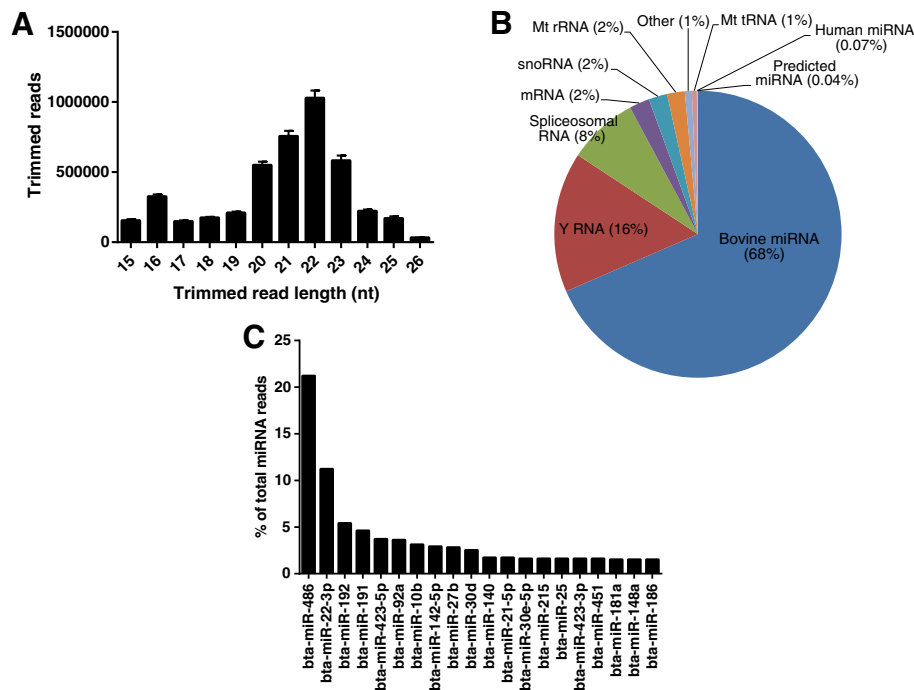 A
1500000
1000000
500000
0
Trimmed reads
15
16
17
18
19
20
21
22
23
24
25
26
Trimmed read length (nt)
B
Other (1%)
Mt tRNA (1%)
Mt rRNA (2%)
Human miRNA
(0.07%)
snoRNA (2%)
Predicted
miRNA (0.04%)
mRNA (2%)
Spliceosomal
RNA (8%)
Y RNA (16%)
Bovine miRNA
(68%)
C
25
20
15
10
5
0
% of total miRNA reads
bta-miR-486
bta-miR-22-3p
bta-miR-192
bta-miR-191
bta-miR-423-5p
bta-miR-92a
bta-miR-10b
bta-miR-142-5p
bta-miR-27b
bta-miR-30d
bta-miR-140
bta-miR-21-5p
bta-miR-30e-5p
bta-miR-215
bta-miR-25
bta-miR-423-3p
bta-miR-451
bta-miR-181a
bta-miR-148a
bta-miR-186